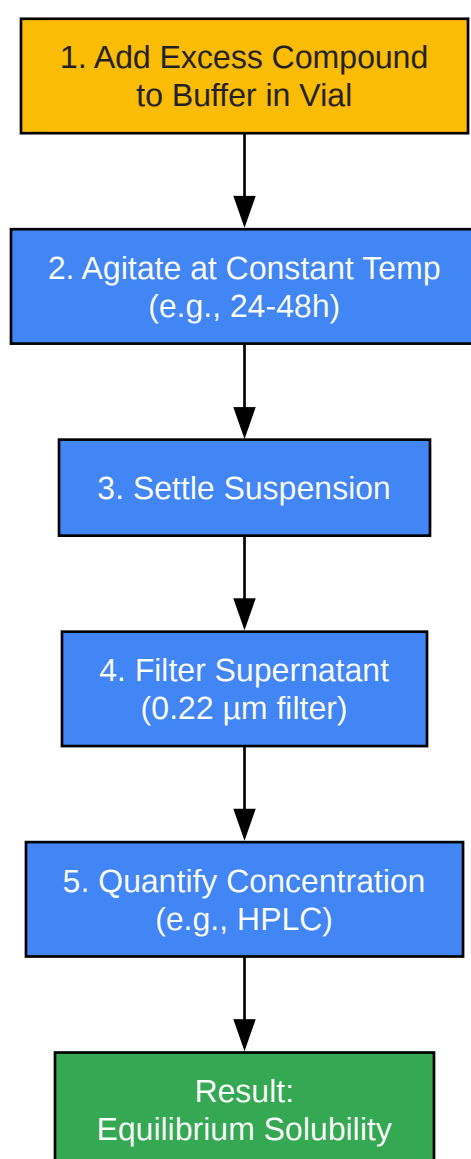 1. Add Excess Compound
to Buffer in Vial
2. Agitate at Constant Temp
(e.g., 24-48h)
3. Settle Suspension
4. Filter Supernatant
(0.22 µm filter)
5. Quantify Concentration
(e.g., HPLC)
Result:
Equilibrium Solubility